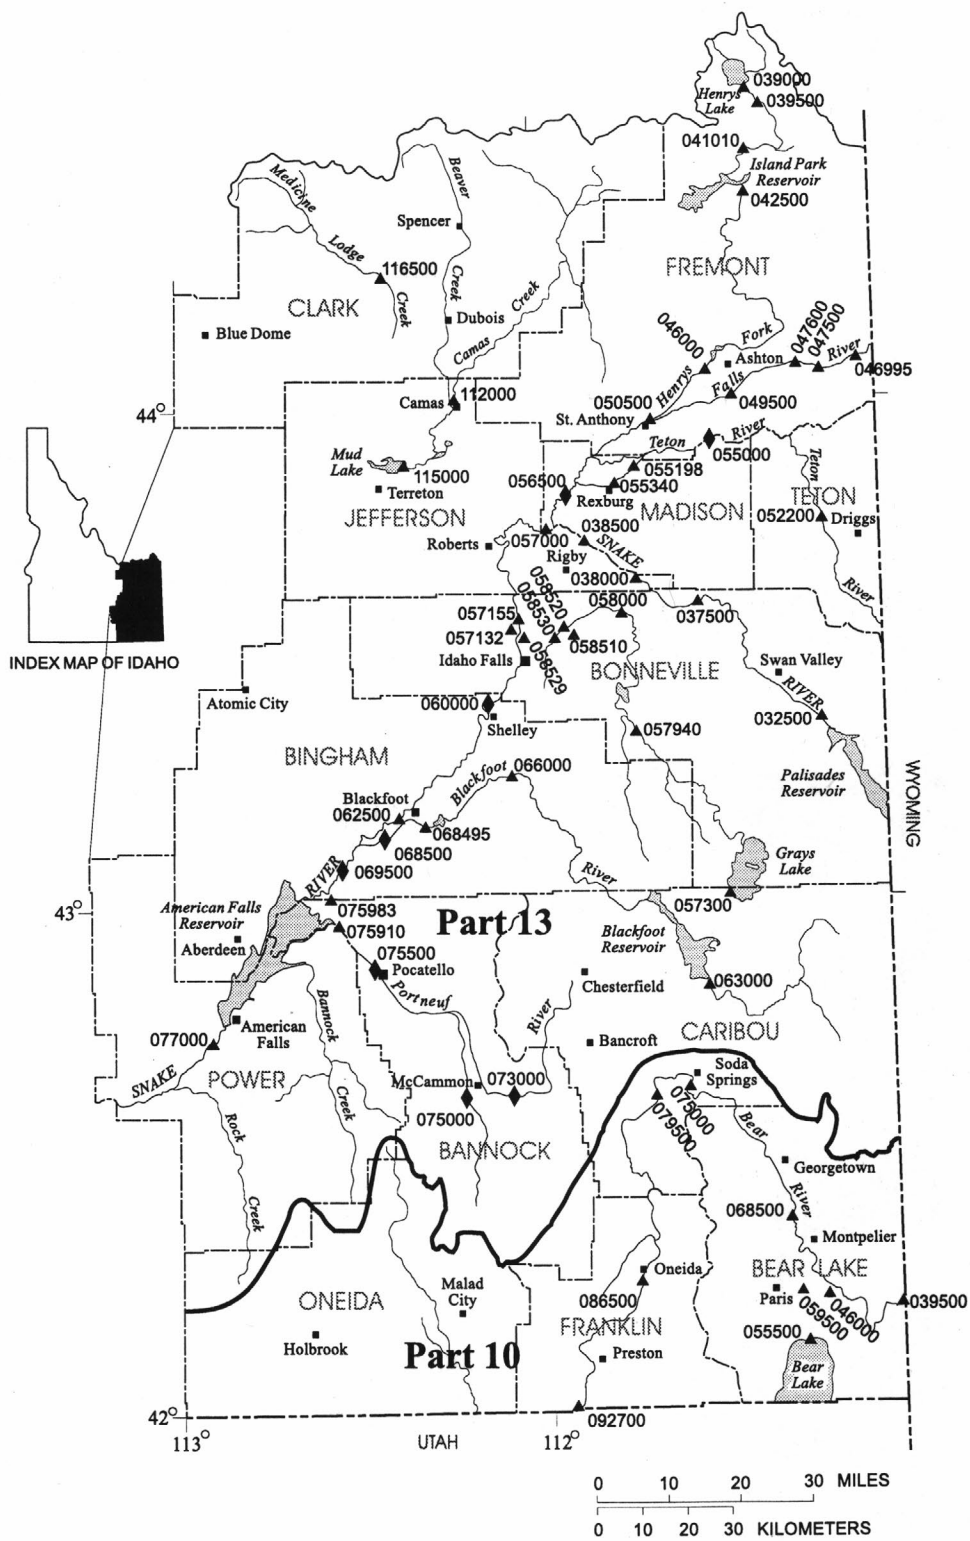 039000
Henrys
Lake
039500
041010
Island Park
Reservoir
042500
Medicine
Lodge
Creek
Beaver
Creek
Spencer
116500
FREMONT
CLARK
Camas
Creek
Dubois
Blue Dome
046000
Henrys
Fork
047600
047500
River
Ashton
Falls
046995
112000
Camas
050500
049500
St. Anthony
44°
Teton
River
055000
Mud
Lake
055198
Teton
River
115000
Terreton
056500
055340
Rexburg
TETON
JEFFERSON
MADISON
052200
Driggs
038500
Roberts
057000
SNAKE
RIVER
Rigby
038000
058520
058530
058000
037500
057155
057132
058510
Idaho Falls
058529
BONNEVILLE
Swan Valley
INDEX MAP OF IDAHO
Atomic City
060000
Shelley
032500
057940
BINGHAM
Blackfoot
River
066000
Palisades
Reservoir
WYOMING
Blackfoot
062500
068495
068500
069500
Grays
Lake
RIVER
057300
43°
American Falls
Reservoir
075983
Part 13
075910
Blackfoot
Reservoir
Aberdeen
075500
Pocatello
Chesterfield
063000
Portneuf
River
Bannock
Creek
American
Falls
077000
Bancroft
CARIBOU
SNAKE
POWER
McCammon
073000
Soda
Springs
075000
075000
079500
Rock
Creek
BANNOCK
Bear
River
Georgetown
068500
Montpelier
BEAR LAKE
Oneida
086500
Malad
City
ONEIDA
Paris
059500
046000
039500
FRANKLIN
055500
Holbrook
Part 10
Preston
Bear
Lake
42°
092700
113°
UTAH
112°
0 10 20 30 MILES
0 10 20 30 KILOMETERS